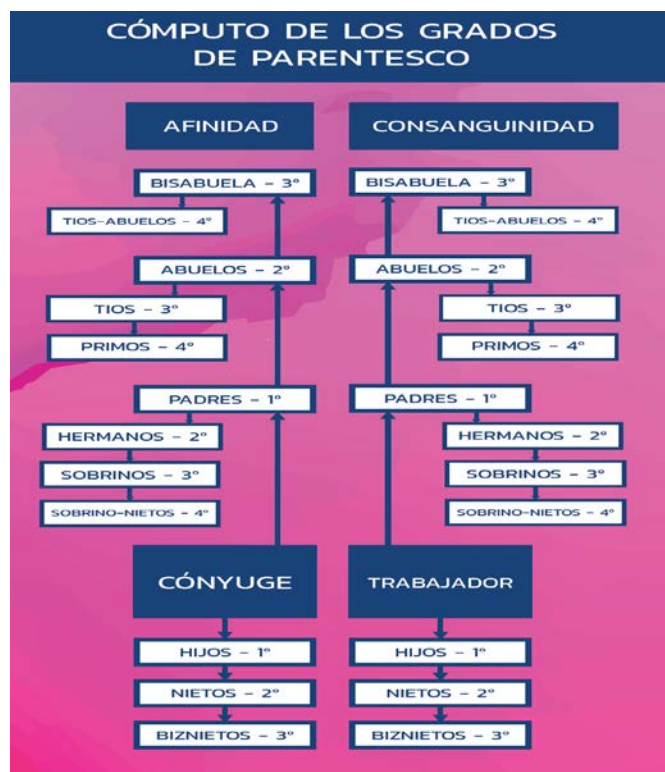 CÓMPUTO DE LOS GRADOS
DE PARENTESCO
AFINIDAD
BISABUELA - 3º
TIOS-ABUELOS - 4º
ABUELOS - 2º
TIOS - 3º
PRIMOS - 4º
PADRES - 1º
HERMANOS - 2º
SOBRINOS - 3º
SOBRINO-NIETOS - 4º
CÓNYUGE
HIJOS - 1º
NIETOS - 2º
BIZNIETOS - 3º
CONSANGUINIDAD
BISABUELA - 3º
TIOS-ABUELOS - 4º
ABUELOS - 2º
TIOS - 3º
PRIMOS - 4º
PADRES - 1º
HERMANOS - 2º
SOBRINOS - 3º
SOBRINO-NIETOS - 4º
TRABAJADOR
HIJOS - 1º
NIETOS - 2º
BIZNIETOS - 3º